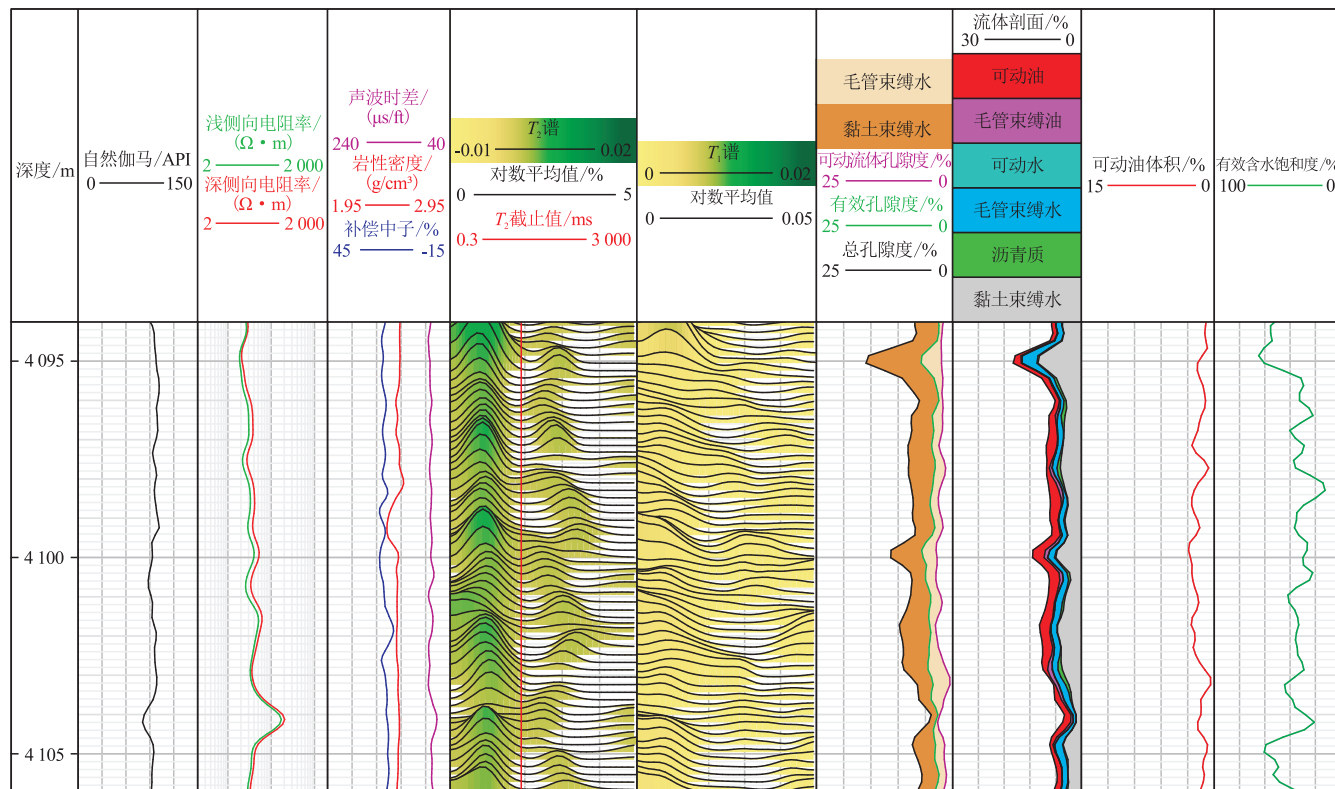 深度/m
自然伽马/API
0 150
浅侧向电阻率/
(Ω·m)
2 2 000
深侧向电阻率/
(Ω·m)
2 2 000
声波时差/
(μs/ft)
240 40
岩性密度/
(g/cm³)
1.95 2.95
补偿中子/%
45 -15
T₂谱
-0.01 0.02
对数平均值/%
0 5
T₂截止值/ms
0.3 3 000
T₁谱
0 0.02
对数平均值
0 0.05
毛管束缚水
黏土束缚水
可动流体孔隙度/%
25 0
有效孔隙度/%
25 0
总孔隙度/%
25 0
流体剖面/%
30 0
可动油
毛管束缚油
可动水
毛管束缚水
沥青质
黏土束缚水
可动油体积/%
15 0
有效含水饱和度/%
100 0
4 095
4 100
4 105